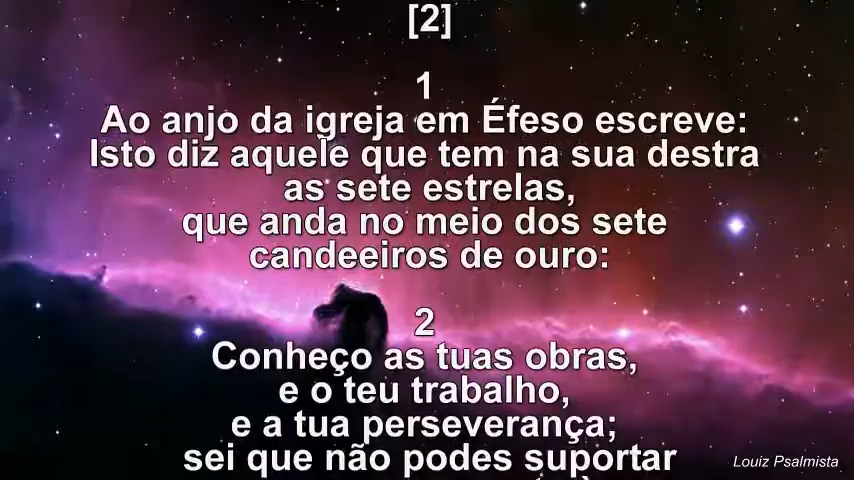 [2]
1
Ao anjo da igreja em Éfeso escreve:
Isto diz aquele que tem na sua destra
as sete estrelas,
que anda no meio dos sete
candeeiros de ouro:
2
Conheço as tuas obras,
e o teu trabalho,
e a tua perseverança;
sei que não podes suportar
Louiz Psalmista